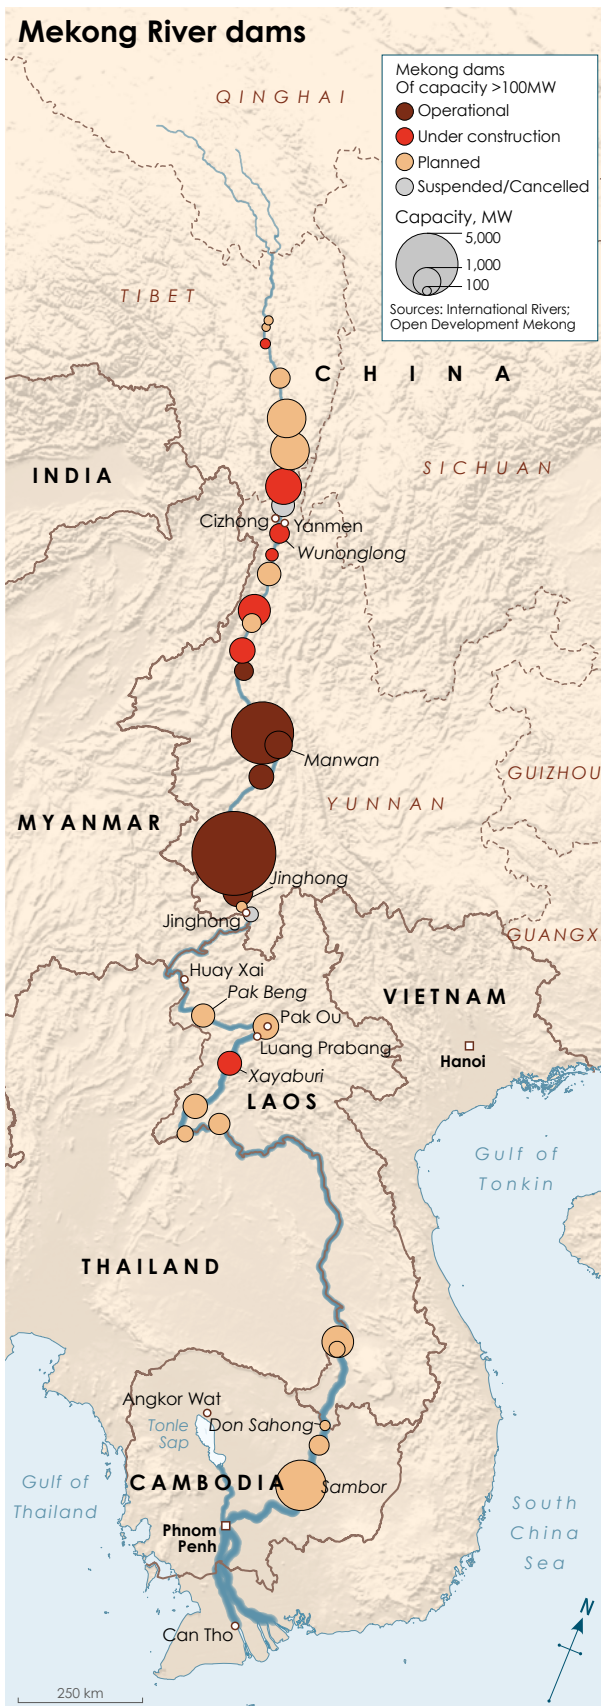 Mekong River dams
Mekong dams
Of capacity >100MW
Operational
Under construction
Planned
Suspended/Cancelled
Capacity, MW
5,000
1,000
100
Sources: International Rivers;
Open Development Mekong
QINGHAI
TIBET
CHINA
SICHUAN
INDIA
Cizhong
Yanmen
Wunonglong
Manwan
GUIZHOU
YUNNAN
MYANMAR
Jinghong
Jinghong
GUANGX
Huay Xai
Pak Beng
VIETNAM
Pak Ou
Luang Prabang
Hanoi
Xayaburi
LAOS
Gulf of
Tonkin
THAILAND
Angkor Wat
Tonle
Sap
Don Sahong
CAMBODIA
Sambor
Gulf of
Thailand
Phnom
Penh
South
China
Sea
Can Tho
N
250 km